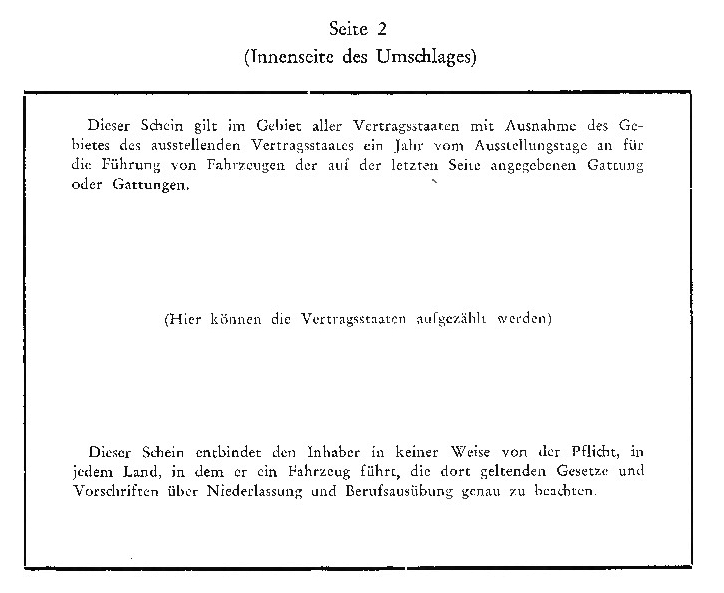 Seite 2
(Innenseite des Umschlages)
Dieser Schein gilt im Gebiet aller Vertragsstaaten mit Ausnahme des Ge-
bietes des ausstellenden Vertragsstaates ein Jahr vom Ausstellungstage an für
die Führung von Fahrzeugen der auf der letzten Seite angegebenen Gattung
oder Gattungen.
(Hier können die Vertragsstaaten aufgezählt werden)
Dieser Schein entbindet den Inhaber in keiner Weise von der Pflicht, in
jedem Land, in dem er ein Fahrzeug führt, die dort geltenden Gesetze und
Vorschriften über Niederlassung und Berufsausübung genau zu beachten.